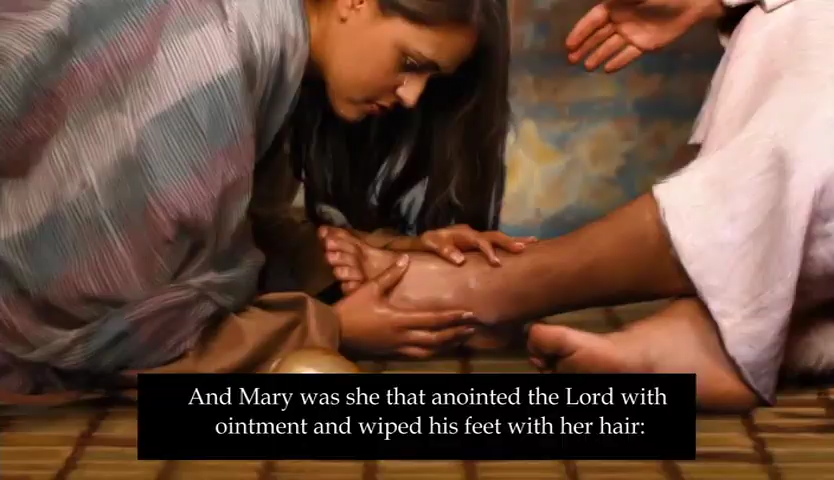 And Mary was she that anointed the Lord with
ointment and wiped his feet with her hair: